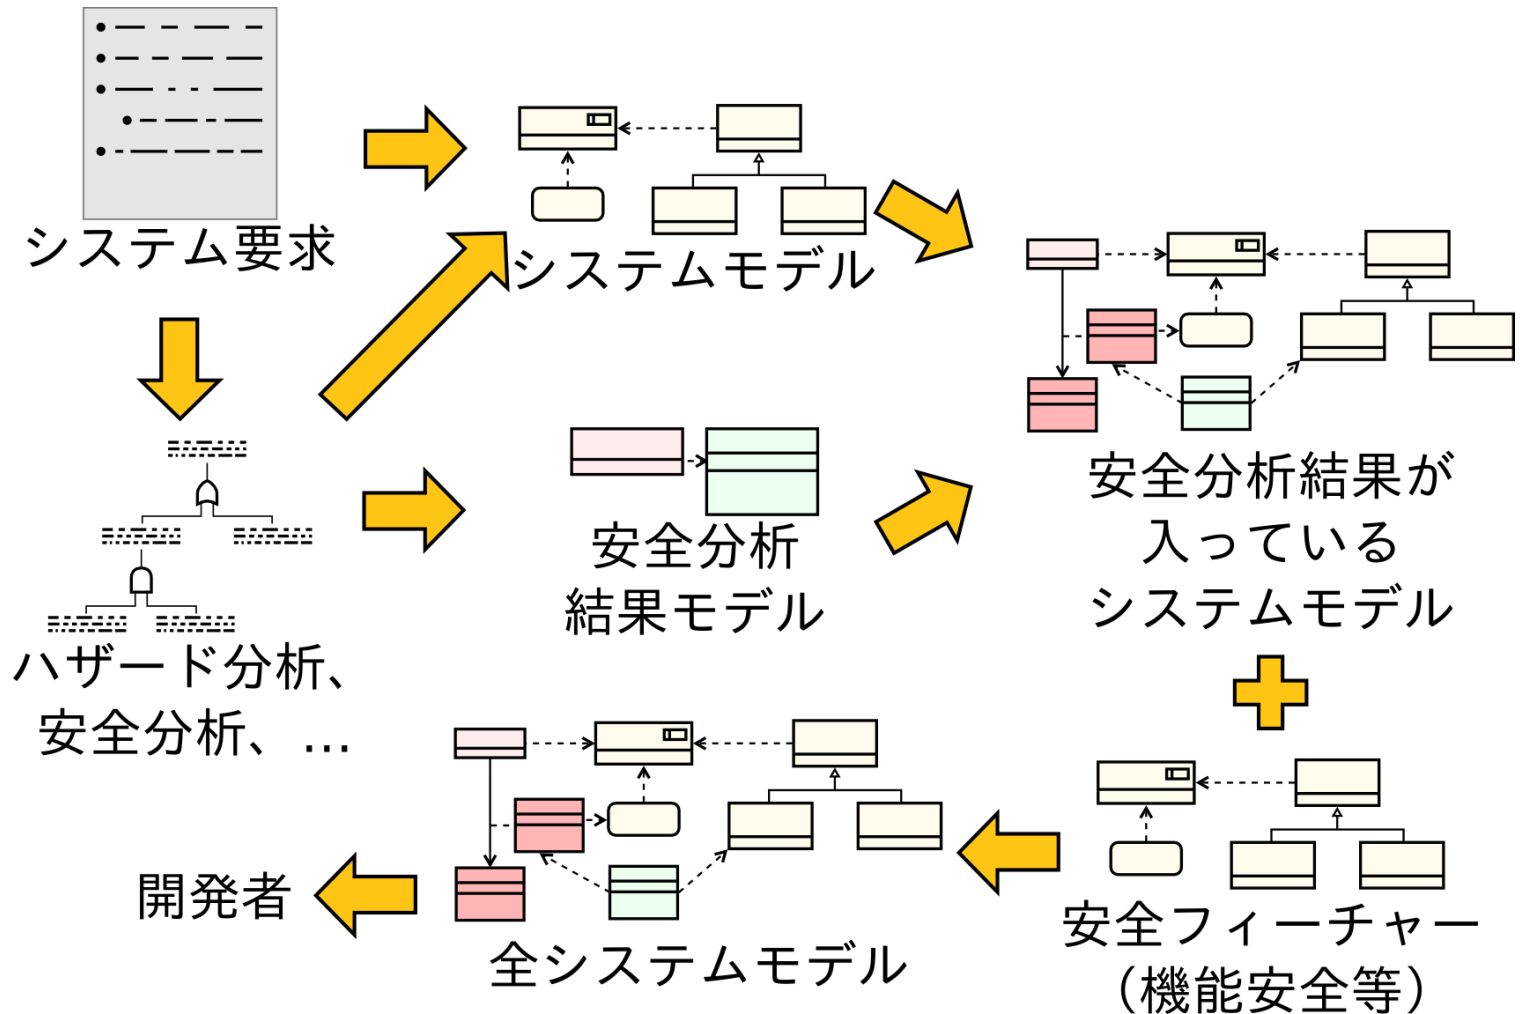 システム要求
システムモデル
ハザード分析、
安全分析、…
安全分析
結果モデル
安全分析結果が
入っている
システムモデル
安全フィーチャー
（機能安全等）
全システムモデル
開発者